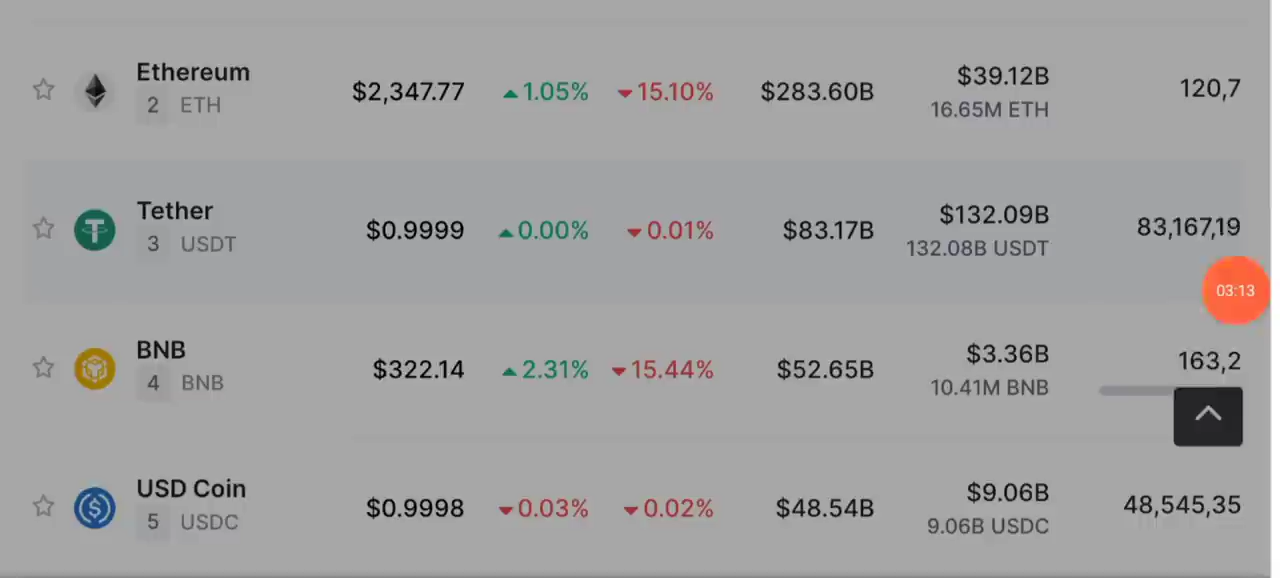 Ethereum
2 ETH
$2,347.77 1.05% 15.10% $283.60B $39.12B 120,7
16.65M ETH
Tether
3 USDT
$0.9999 0.00% 0.01% $83.17B $132.09B 83,167,19
132.08B USDT
03:13
BNB
4 BNB
$322.14 2.31% 15.44% $52.65B $3.36B 163,2
10.41M BNB
USD Coin
5 USDC
$0.9998 0.03% 0.02% $48.54B $9.06B 48,545,35
9.06B USDC